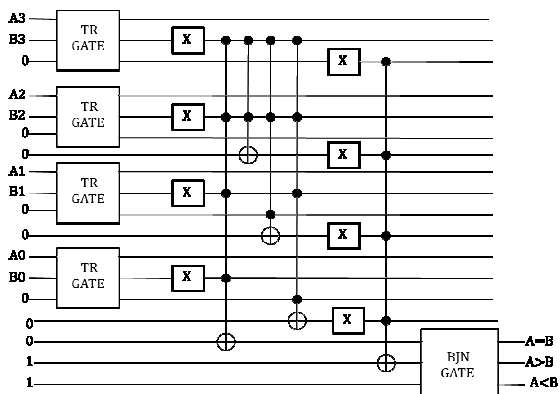 A3
B3
0
TR
GATE
X
X
A2
B2
0
0
TR
GATE
X
X
A1
B1
0
0
TR
GATE
X
X
A0
B0
0
0
TR
GATE
X
X
0
1
1
BJN
GATE
A=B
A>B
A<B